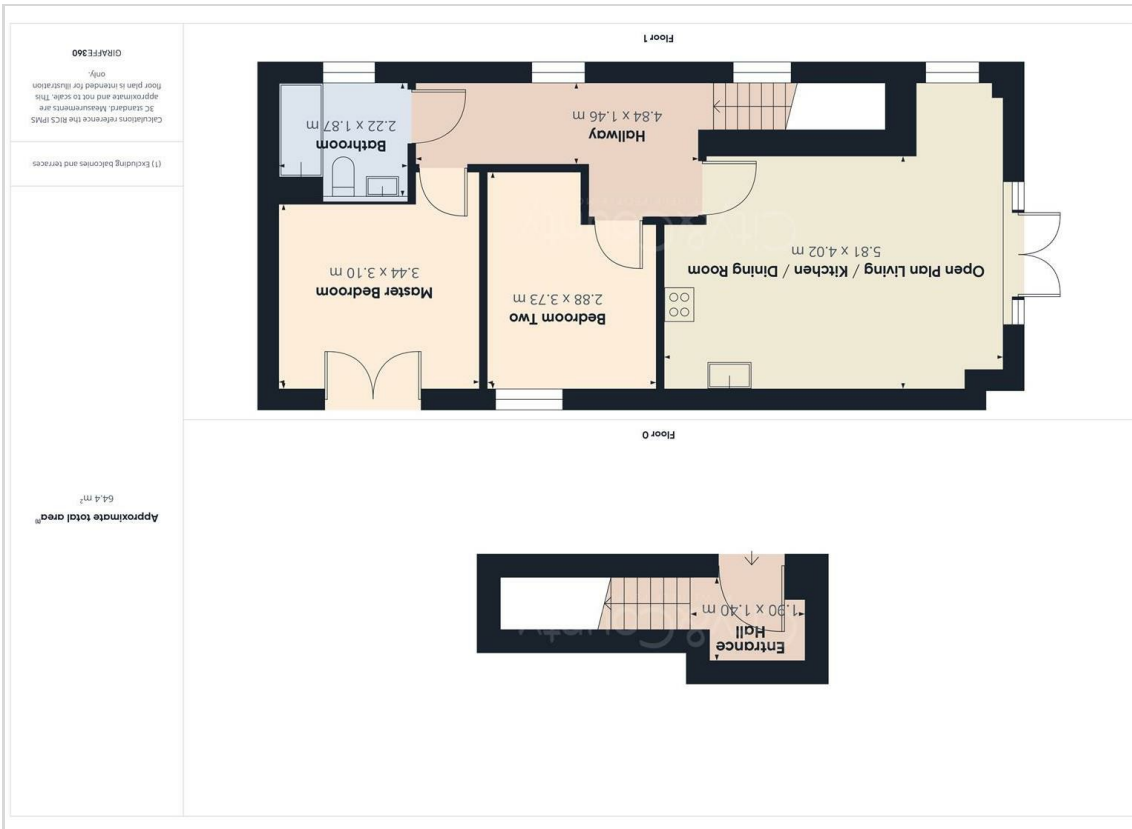 Entrance
Hall
1.90 x 1.40 m
Floor 0
Open Plan Living / Kitchen / Dining Room
5.81 x 4.02 m
Bedroom Two
2.88 x 3.73 m
Master Bedroom
3.44 x 3.10 m
Hallway
4.84 x 1.46 m
Bathroom
2.22 x 1.87 m
Floor 1
City & County
Approximate total area(1)
64.4 m²
(1) Excluding balconies and terraces
Calculations reference the RICS IPMS
3C standard. Measurements are
approximate and not to scale. This
floor plan is intended for illustration
only.
GIRAFFE360